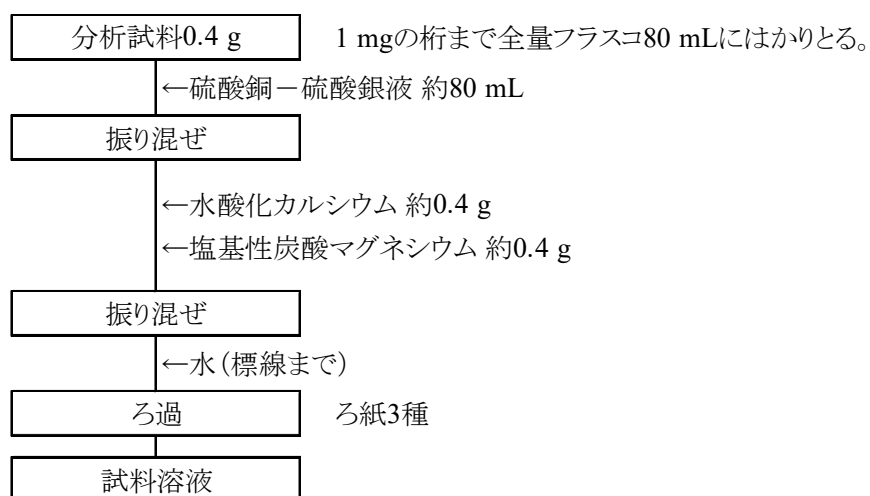 分析試料0.4 g 1 mgの桁まで全量フラスコ80 mLにはかりとる。
←硫酸銅－硫酸銀液 約80 mL
振り混ぜ
←水酸化カルシウム 約0.4 g
←塩基性炭酸マグネシウム 約0.4 g
振り混ぜ
←水（標線まで）
ろ過 ろ紙3種
試料溶液